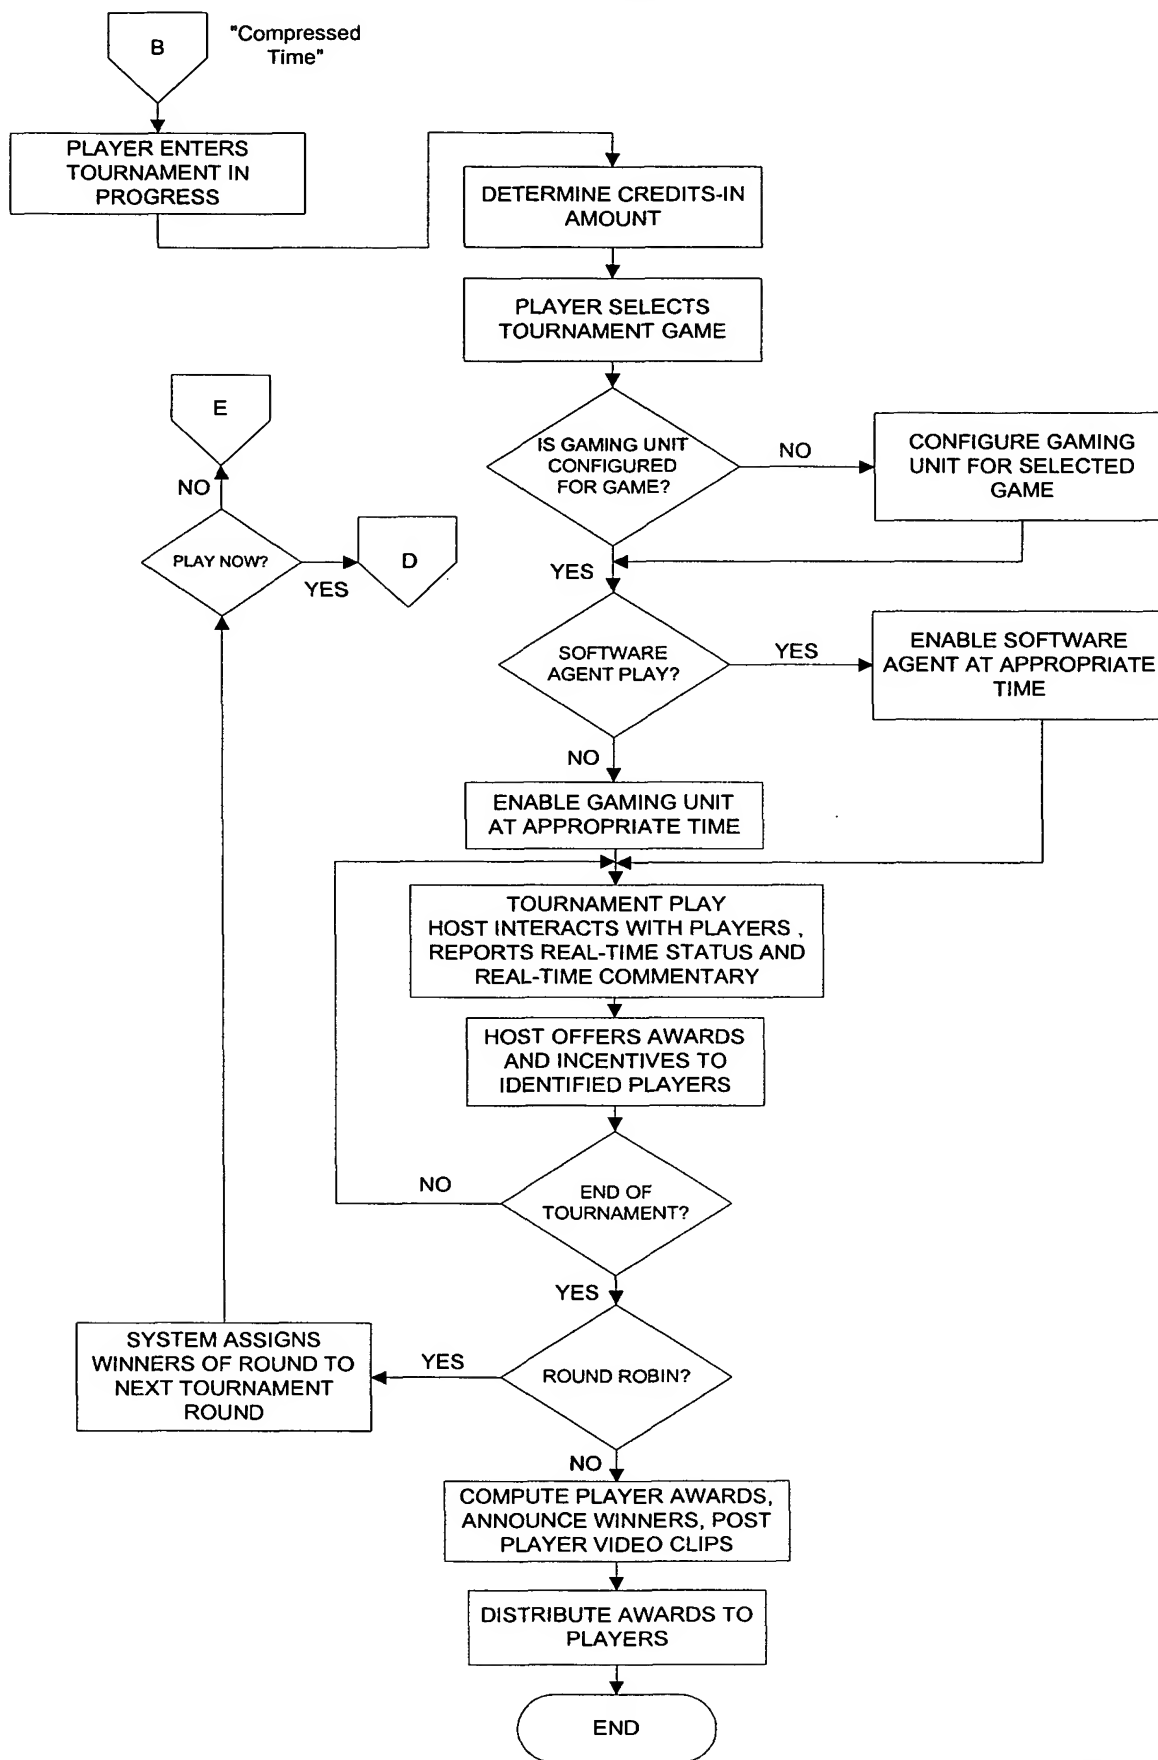 B
"Compressed
Time"
PLAYER ENTERS
TOURNAMENT IN
PROGRESS
DETERMINE CREDITS-IN
AMOUNT
PLAYER SELECTS
TOURNAMENT GAME
E
IS GAMING UNIT
CONFIGURED
FOR GAME?
NO
CONFIGURE GAMING
UNIT FOR SELECTED
GAME
NO
PLAY NOW?
YES
D
YES
SOFTWARE
AGENT PLAY?
YES
ENABLE SOFTWARE
AGENT AT APPROPRIATE
TIME
NO
ENABLE GAMING UNIT
AT APPROPRIATE TIME
TOURNAMENT PLAY
HOST INTERACTS WITH PLAYERS ,
REPORTS REAL-TIME STATUS AND
REAL-TIME COMMENTARY
HOST OFFERS AWARDS
AND INCENTIVES TO
IDENTIFIED PLAYERS
NO
END OF
TOURNAMENT?
YES
SYSTEM ASSIGNS
WINNERS OF ROUND TO
NEXT TOURNAMENT
ROUND
YES
ROUND ROBIN?
NO
COMPUTE PLAYER AWARDS,
ANNOUNCE WINNERS, POST
PLAYER VIDEO CLIPS
DISTRIBUTE AWARDS TO
PLAYERS
END